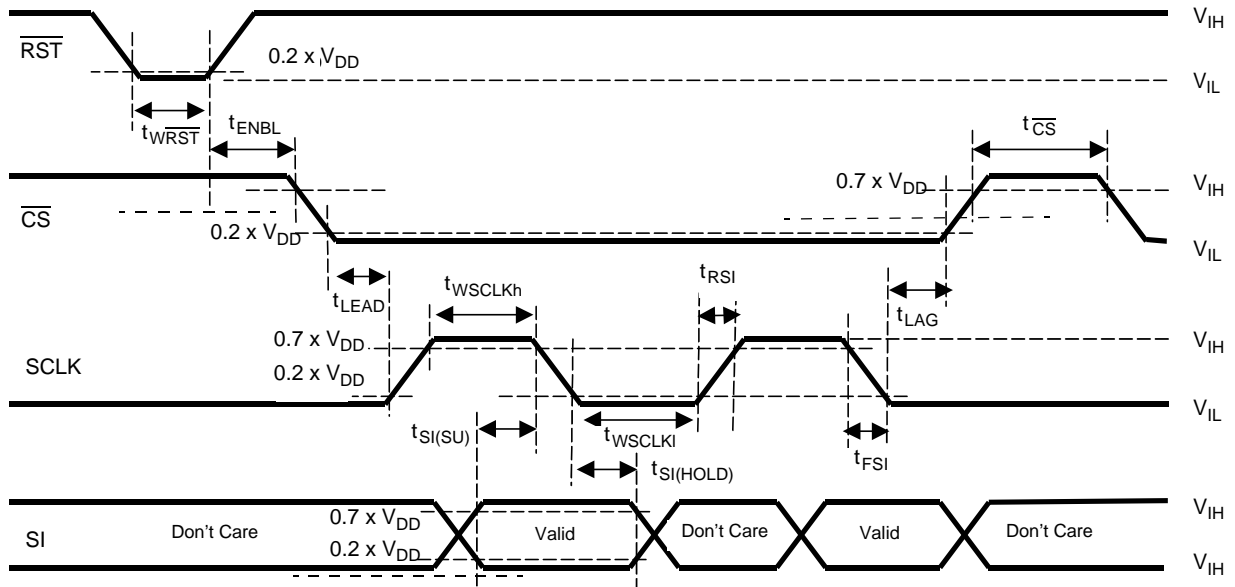 RST
0.2 x VDD
VIH
VIL
tWRST
tENBL
tCS
CS
0.7 x VDD
0.2 x VDD
VIH
VIL
tLEAD
tWSCLKh
tRSI
tLAG
SCLK
0.7 x VDD
0.2 x VDD
VIH
VIL
tSI(SU)
tWSCLKl
tFSI
tSI(HOLD)
SI
Don't Care
0.7 x VDD
0.2 x VDD
Valid
Don't Care
Valid
Don't Care
VIH
VIH